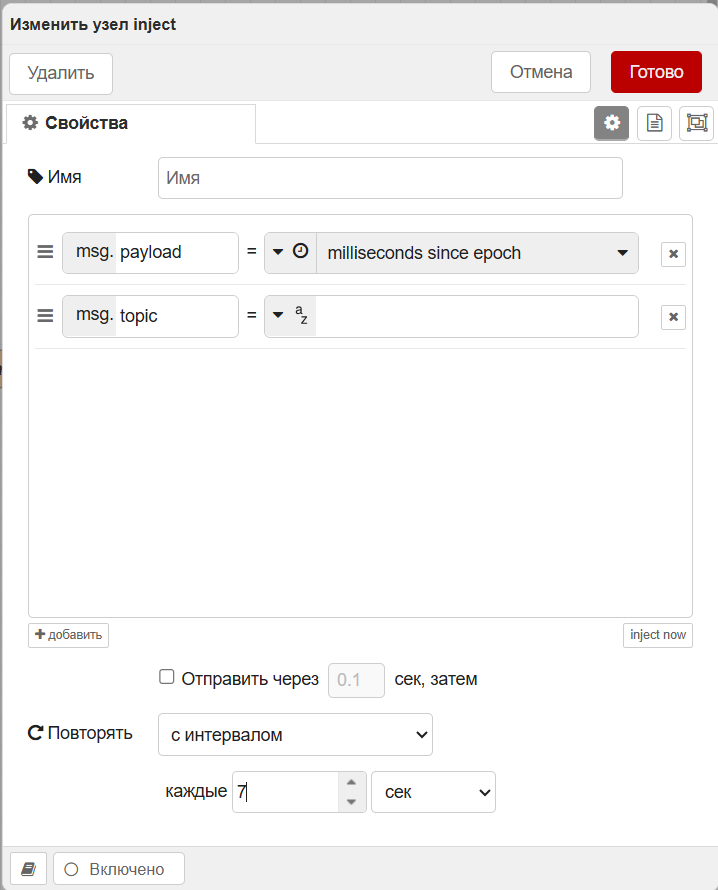 Изменить узел inject
Удалить Отмена Готово
Свойства
Имя Имя
msg. payload = milliseconds since epoch
msg. topic = az
добавить inject now
Отправить через 0.1 сек, затем
Повторять с интервалом
каждые 7 сек
Включено